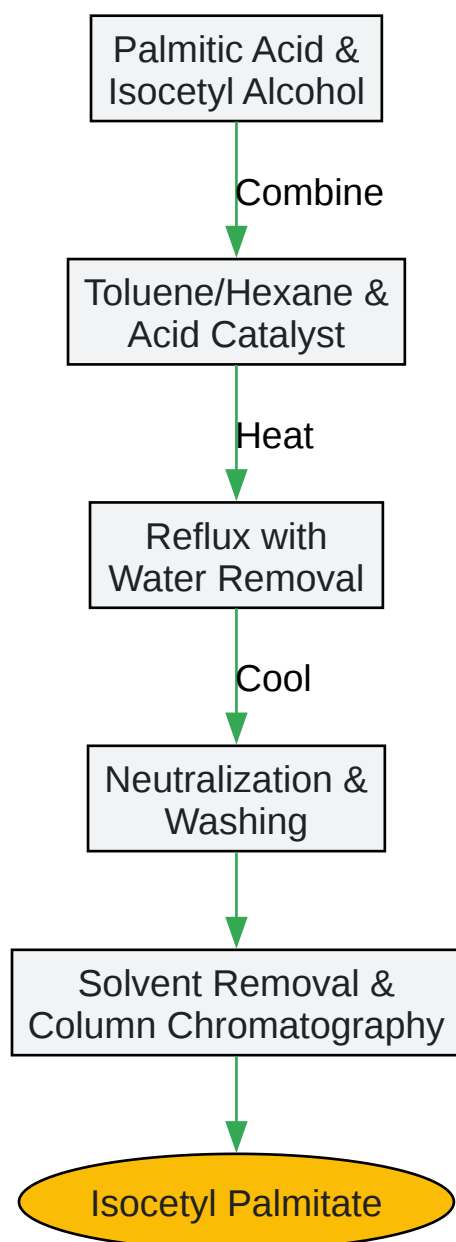 Palmitic Acid &
Isocetyl Alcohol
Combine
Toluene/Hexane &
Acid Catalyst
Heat
Reflux with
Water Removal
Cool
Neutralization &
Washing
Solvent Removal &
Column Chromatography
Isocetyl Palmitate